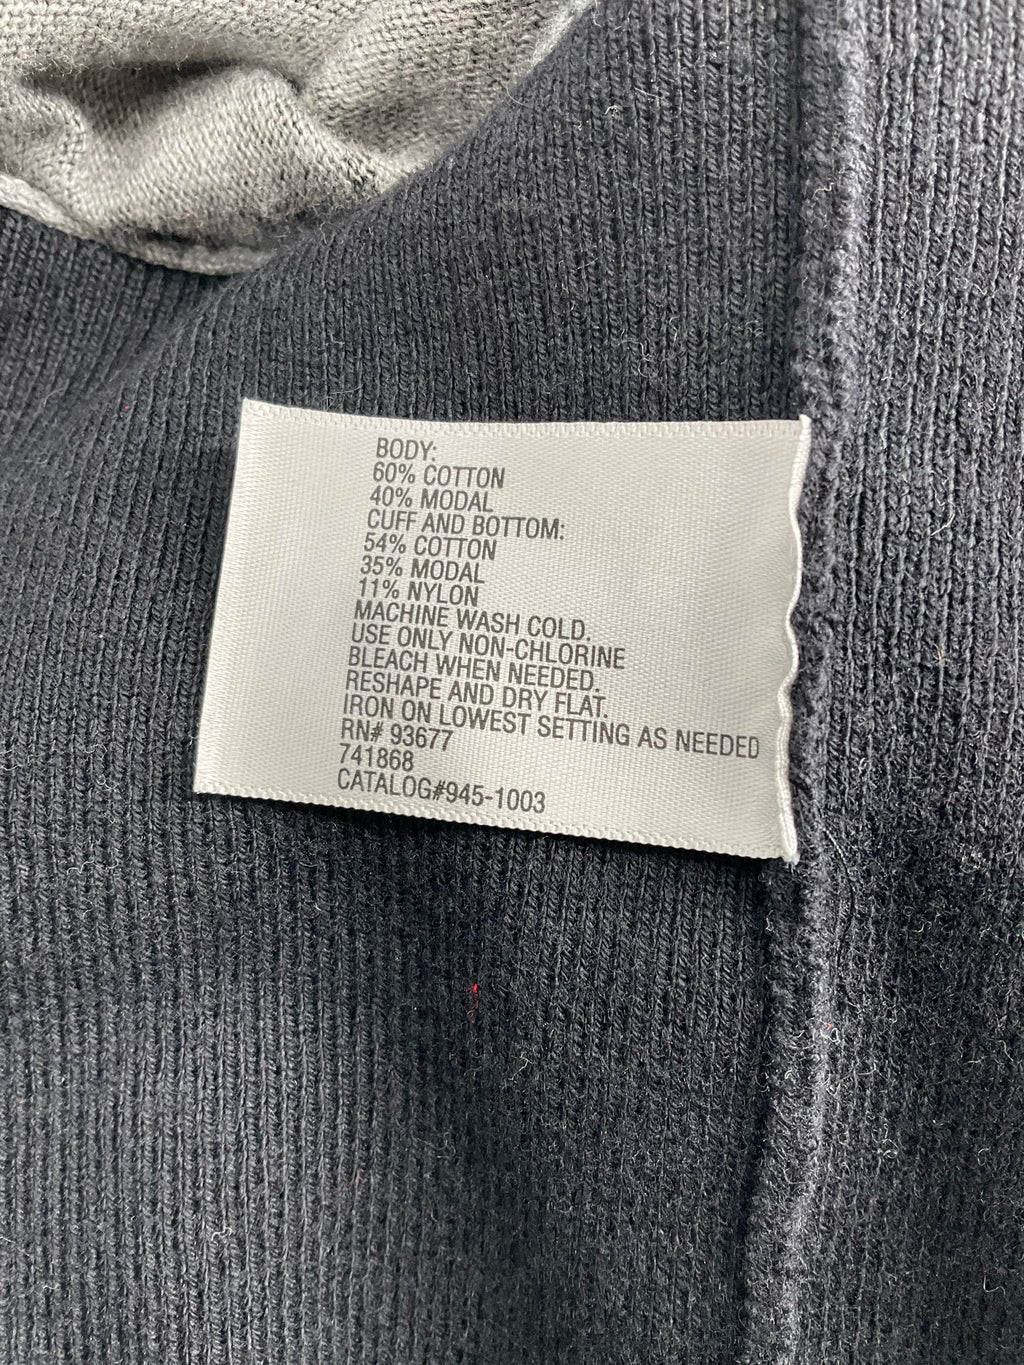 BODY:
60% COTTON
40% MODAL
CUFF AND BOTTOM:
54% COTTON
35% MODAL
11% NYLON
MACHINE WASH COLD.
USE ONLY NON-CHLORINE
BLEACH WHEN NEEDED.
RESHAPE AND DRY FLAT.
IRON ON LOWEST SETTING AS NEEDED
RN# 93677
741868
CATALOG#945-1003